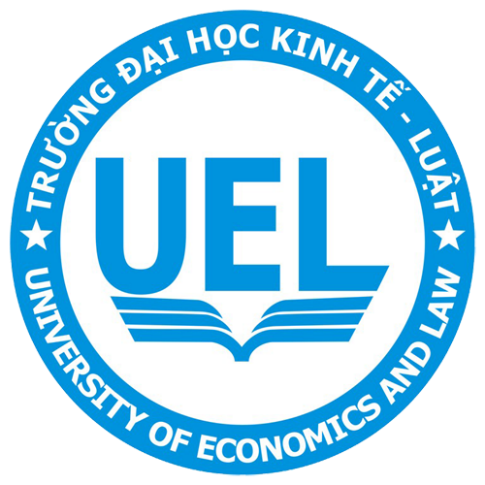 TRƯỜNG ĐẠI HỌC KINH TẾ - LUẬT
UEL
UNIVERSITY OF ECONOMICS AND LAW